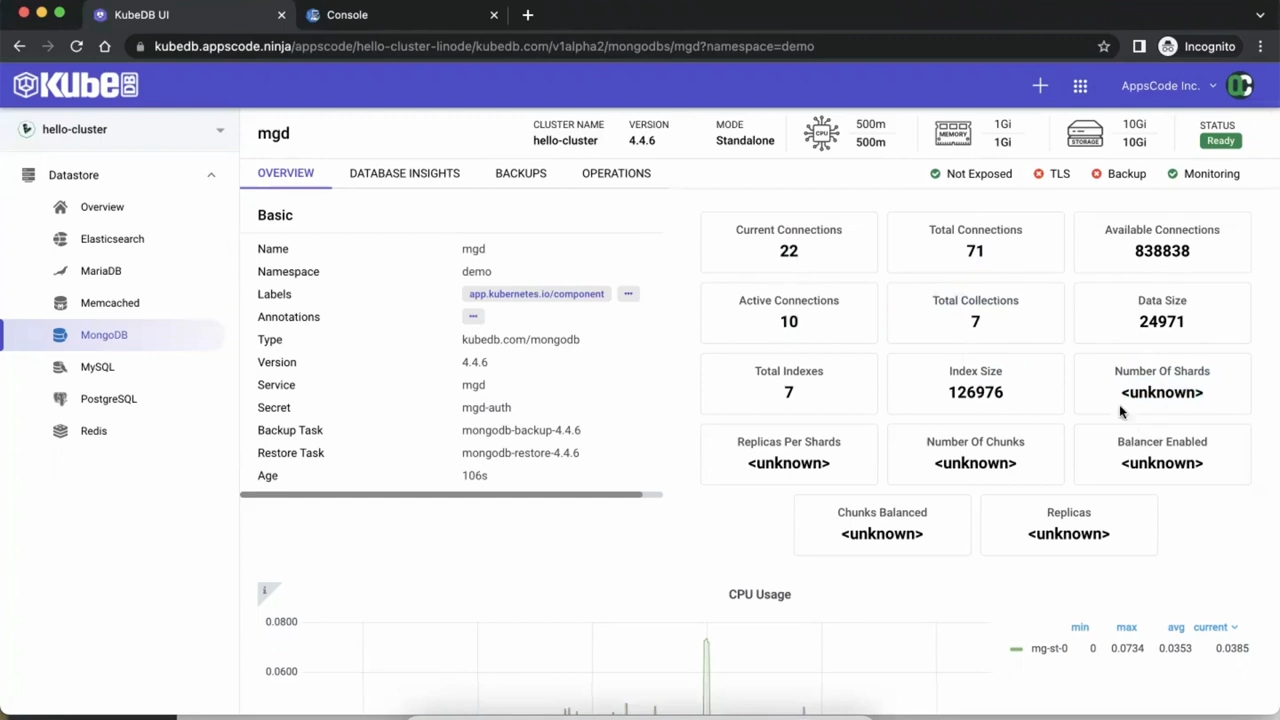 KubeDB UI
Console
kubedb.appscode.ninja/appscode/hello-cluster-linode/kubedb.com/v1alpha2/mongodbs/mgd?namespace=demo
Incognito
KubeDB
AppsCode Inc.
hello-cluster
Datastore
Overview
Elasticsearch
MariaDB
Memcached
MongoDB
MySQL
PostgreSQL
Redis
mgd
CLUSTER NAME
hello-cluster
VERSION
4.4.6
MODE
Standalone
CPU
500m
500m
MEMORY
1Gi
1Gi
STORAGE
10Gi
10Gi
STATUS
Ready
OVERVIEW
DATABASE INSIGHTS
BACKUPS
OPERATIONS
Not Exposed
TLS
Backup
Monitoring
Basic
Name mgd
Namespace demo
Labels app.kubernetes.io/component ···
Annotations ···
Type kubedb.com/mongodb
Version 4.4.6
Service mgd
Secret mgd-auth
Backup Task mongodb-backup-4.4.6
Restore Task mongodb-restore-4.4.6
Age 106s
Current Connections
22
Total Connections
71
Available Connections
838838
Active Connections
10
Total Collections
7
Data Size
24971
Total Indexes
7
Index Size
126976
Number Of Shards
<unknown>
Replicas Per Shards
<unknown>
Number Of Chunks
<unknown>
Balancer Enabled
<unknown>
Chunks Balanced
<unknown>
Replicas
<unknown>
i
CPU Usage
0.0800
0.0600
min max avg current
mg-st-0 0 0.0734 0.0353 0.0385